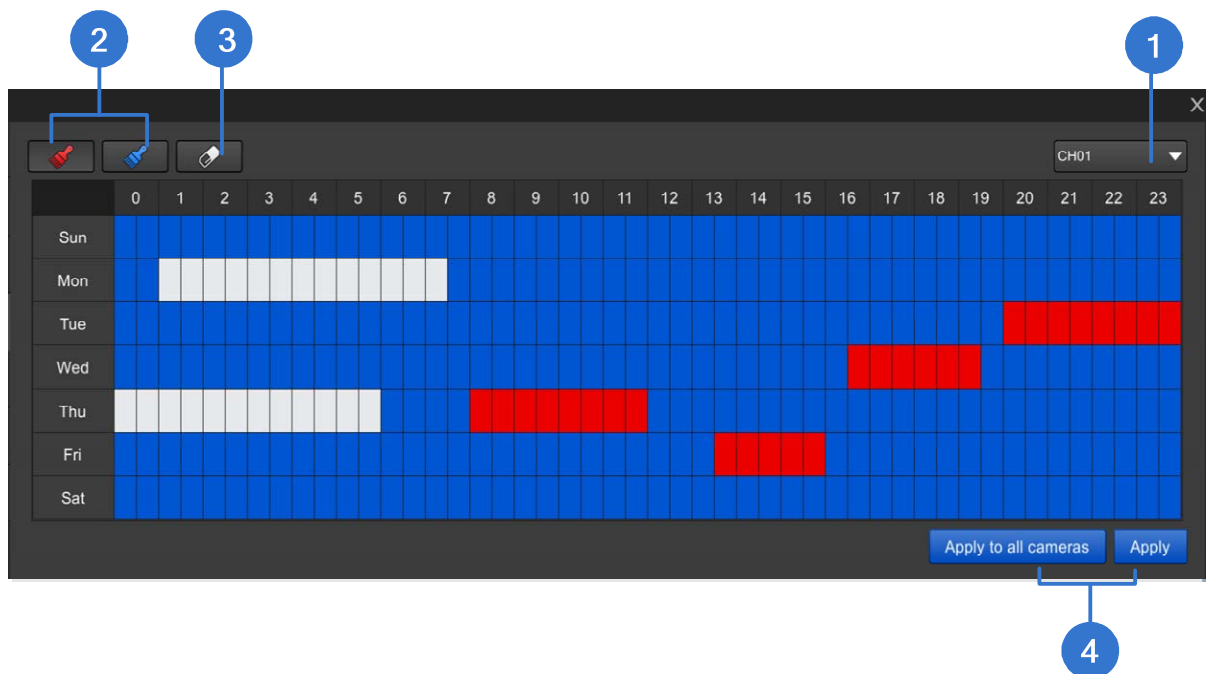 2 3 1
X
CH01
0 1 2 3 4 5 6 7 8 9 10 11 12 13 14 15 16 17 18 19 20 21 22 23
Sun
Mon
Tue
Wed
Thu
Fri
Sat
Apply to all cameras Apply
4